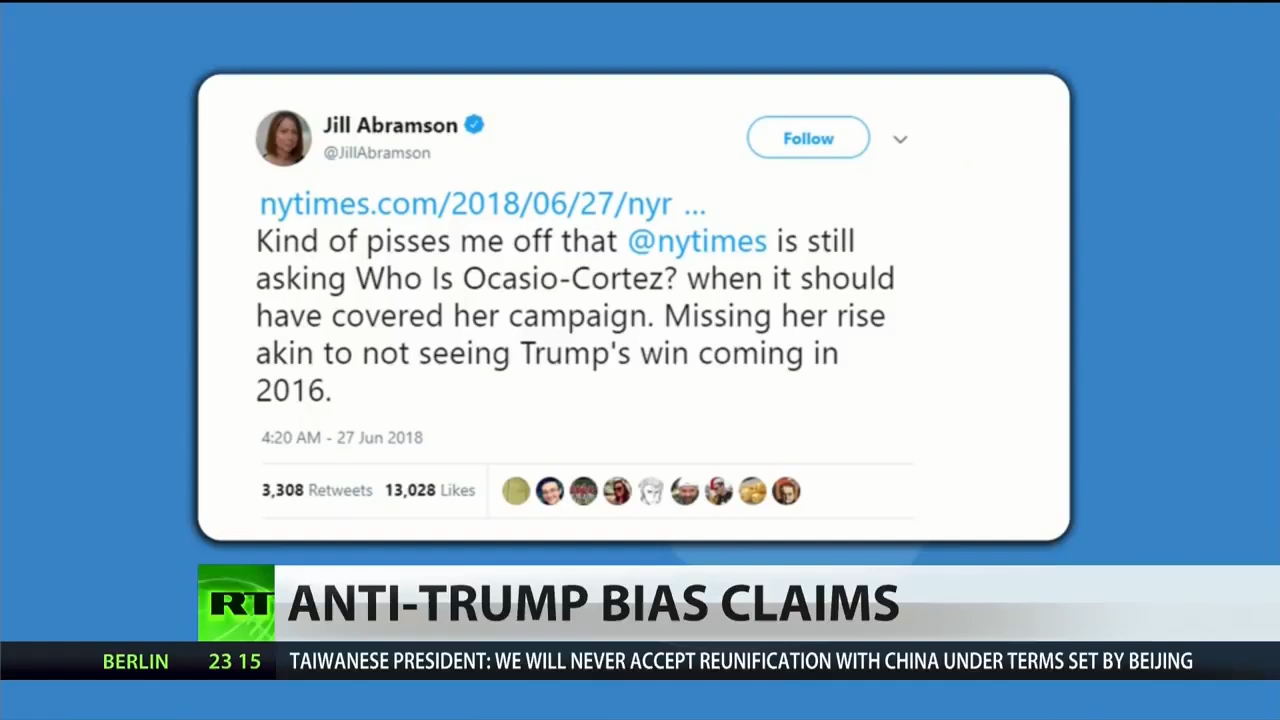 Jill Abramson
Follow
@JillAbramson
nytimes.com/2018/06/27/nyr ...
Kind of pisses me off that @nytimes is still
asking Who Is Ocasio-Cortez? when it should
have covered her campaign. Missing her rise
akin to not seeing Trump's win coming in
2016.
4:20 AM - 27 Jun 2018
3,308 Retweets 13,028 Likes
RT ANTI-TRUMP BIAS CLAIMS
BERLIN 23 15 TAIWANESE PRESIDENT: WE WILL NEVER ACCEPT REUNIFICATION WITH CHINA UNDER TERMS SET BY BEIJING